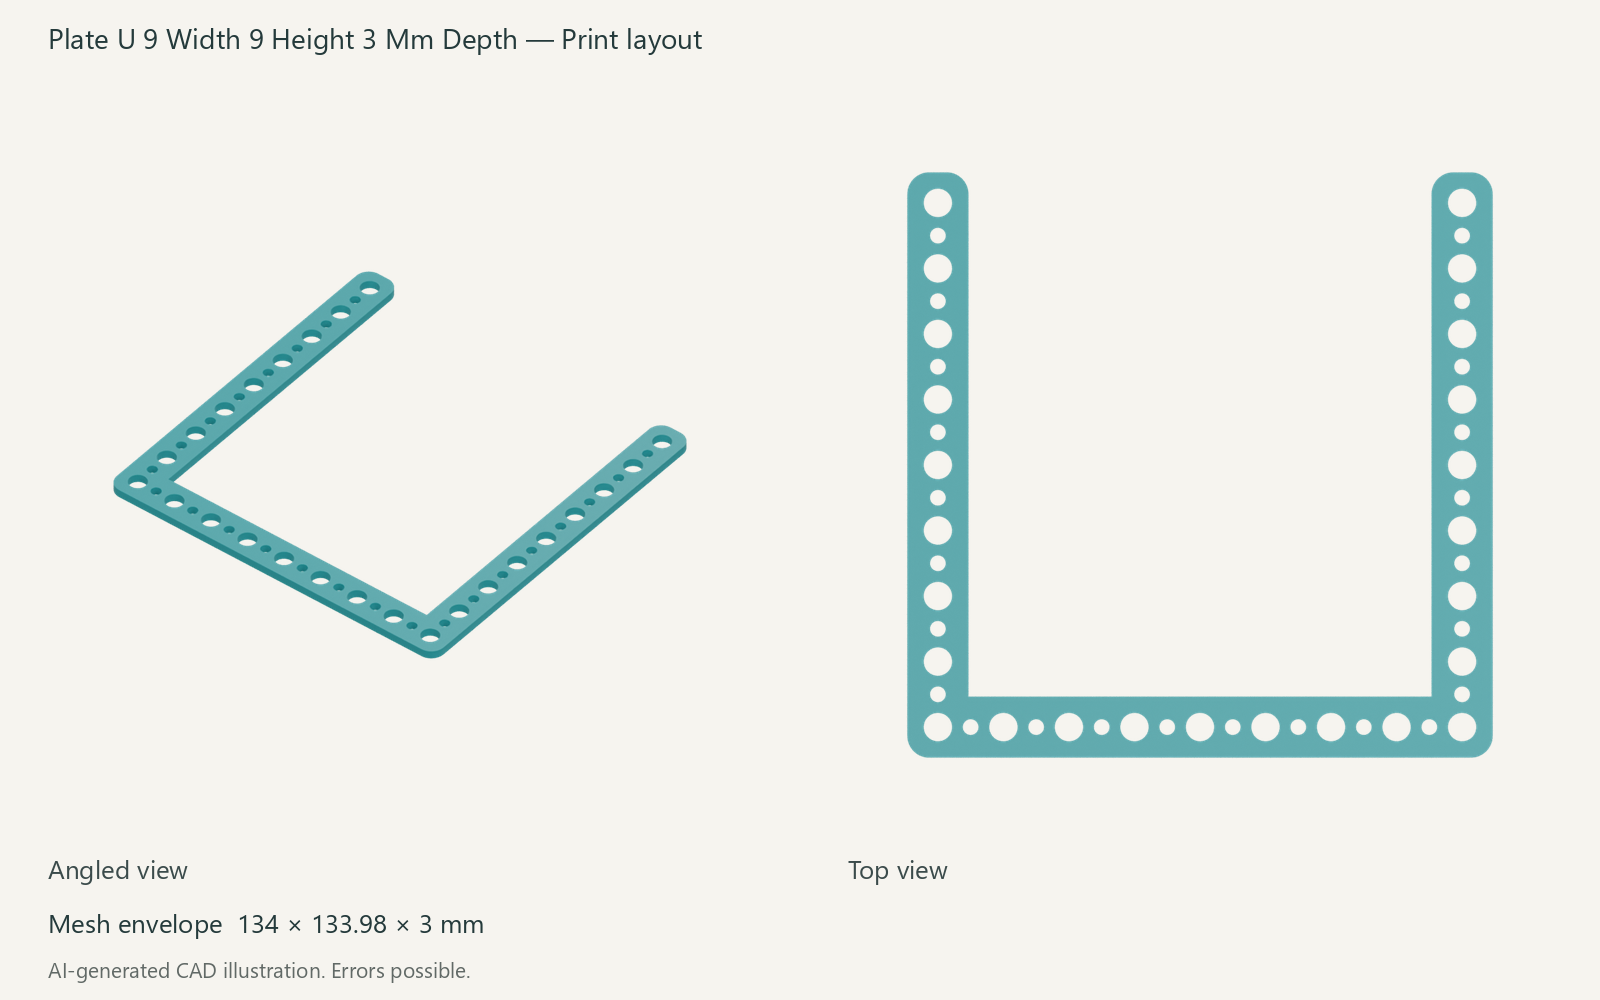 Plate U 9 Width 9 Height 3 Mm Depth — Print layout
Angled view
Top view
Mesh envelope 134 × 133.98 × 3 mm
AI-generated CAD illustration. Errors possible.